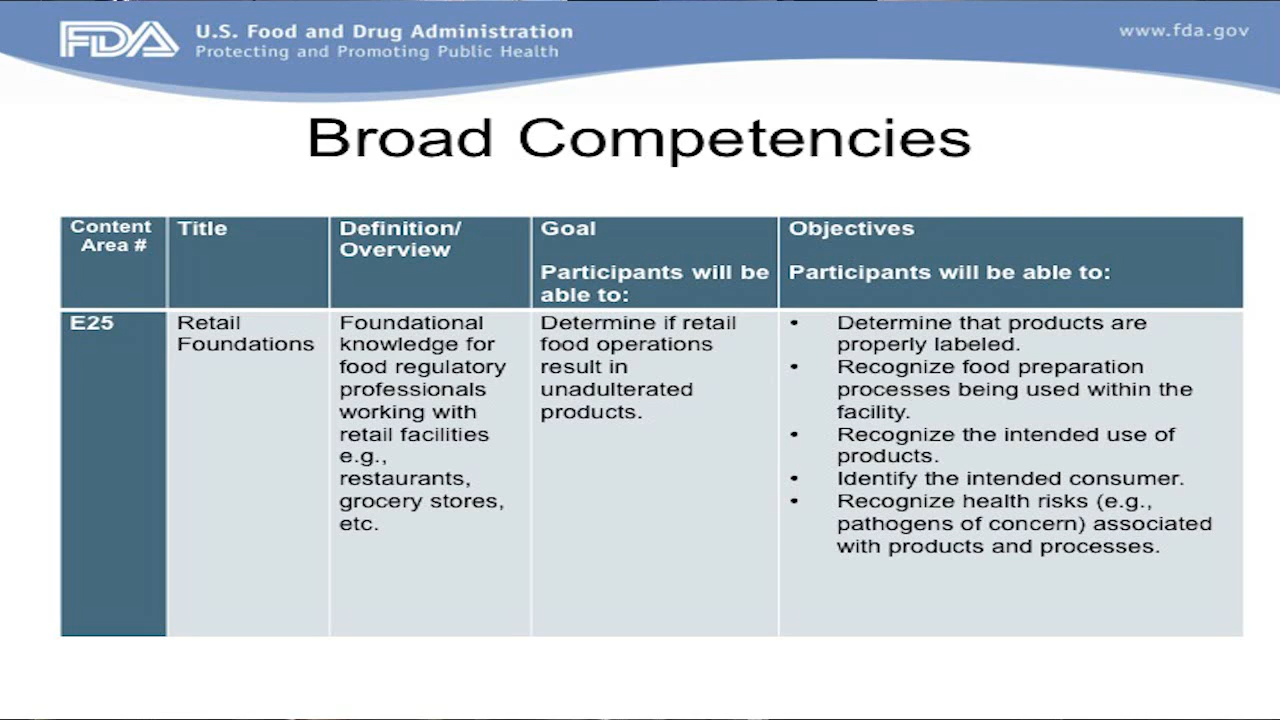 FDA
U.S. Food and Drug Administration
Protecting and Promoting Public Health
www.fda.gov
Broad Competencies
Content
Area #
Title
Definition/
Overview
Goal
Participants will be
able to:
Objectives
Participants will be able to:
E25
Retail
Foundations
Foundational
knowledge for
food regulatory
professionals
working with
retail facilities
e.g.,
restaurants,
grocery stores,
etc.
Determine if retail
food operations
result in
unadulterated
products.
• Determine that products are
properly labeled.
• Recognize food preparation
processes being used within the
facility.
• Recognize the intended use of
products.
• Identify the intended consumer.
• Recognize health risks (e.g.,
pathogens of concern) associated
with products and processes.